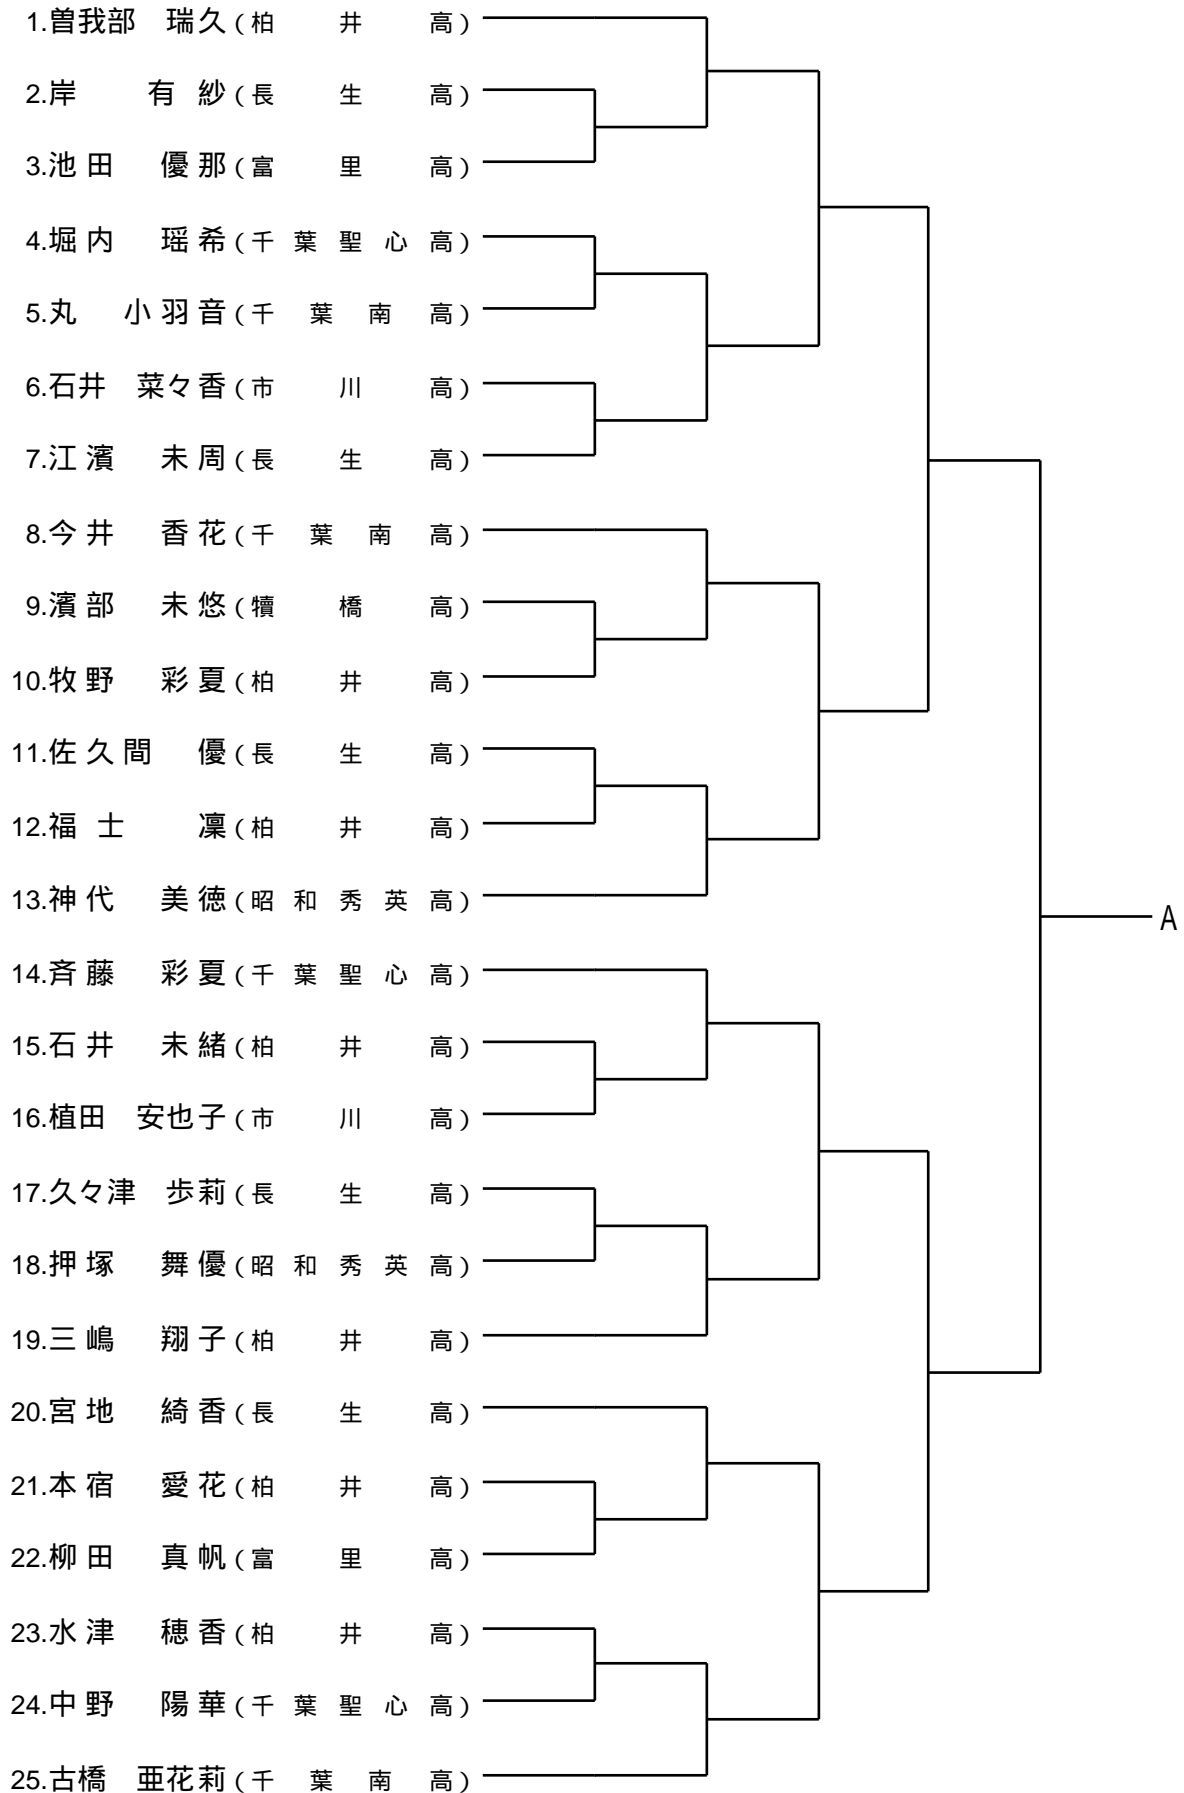 1.曽我部 瑞久(柏井高)
2.岸 有紗(長生高)
3.池田 優那(富里高)
4.堀内 瑶希(千葉聖心高)
5.丸 小羽音(千葉南高)
6.石井 菜々香(市川高)
7.江濱 未周(長生高)
8.今井 香花(千葉南高)
9.濱部 未悠(犢橋高)
10.牧野 彩夏(柏井高)
11.佐久間 優(長生高)
12.福士 凜(柏井高)
13.神代 美徳(昭和秀英高)
A
14.斉藤 彩夏(千葉聖心高)
15.石井 未緒(柏井高)
16.植田 安也子(市川高)
17.久々津 歩莉(長生高)
18.押塚 舞優(昭和秀英高)
19.三嶋 翔子(柏井高)
20.宮地 綺香(長生高)
21.本宿 愛花(柏井高)
22.柳田 真帆(富里高)
23.水津 穂香(柏井高)
24.中野 陽華(千葉聖心高)
25.古橋 亜花莉(千葉南高)